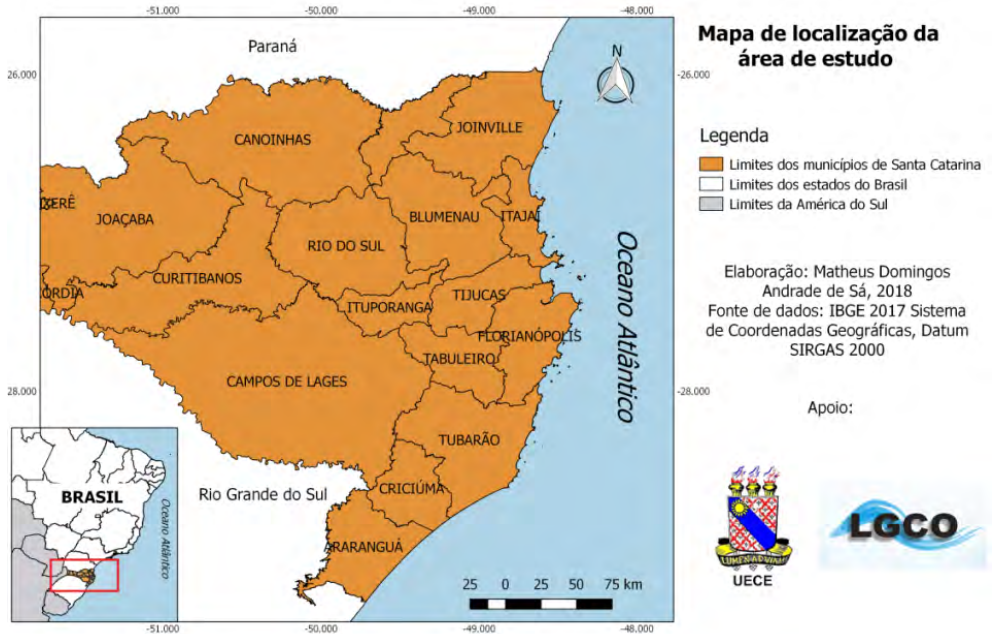 -51.000 -50.000 -49.000 -48.000
Paraná
N
26.000
-26.000
CANOINHAS
JOINVILLE
JOAÇABA
BLUMENAU
ITAJAÍ
RIO DO SUL
CURITIBANOS
ITUPORANGA
TIJUCAS
FLORIANÓPOLIS
TABULEIRO
CAMPOS DE LAGES
TUBARÃO
CRICIÚMA
ARARANGUÁ
Rio Grande do Sul
Oceano Atlântico
28.000
-28.000
BRASIL
Oceano Atlântico
25 0 25 50 75 km
-51.000 -50.000 -49.000 -48.000
Mapa de localização da
área de estudo
Legenda
Limites dos municípios de Santa Catarina
Limites dos estados do Brasil
Limites da América do Sul
Elaboração: Matheus Domingos
Andrade de Sá, 2018
Fonte de dados: IBGE 2017 Sistema
de Coordenadas Geográficas, Datum
SIRGAS 2000
Apoio:
UECE
LGCO